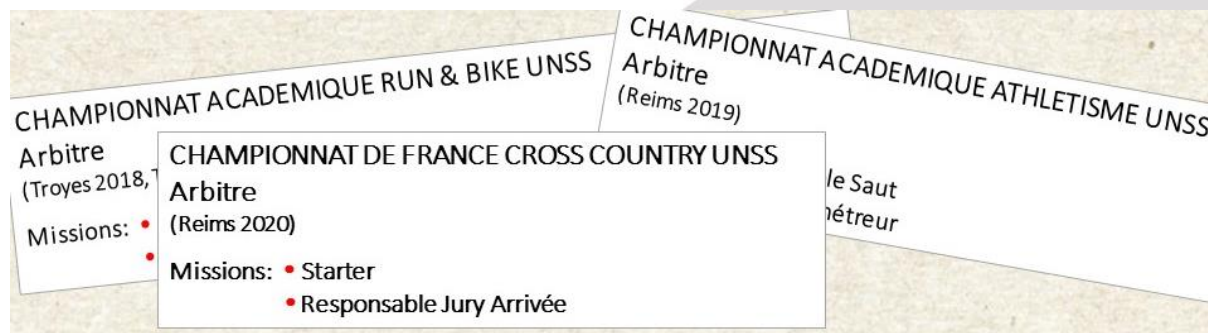 CHAMPIONNAT ACADEMIQUE RUN & BIKE UNSS
Arbitre
(Troyes 2018,
Missions: •
•
CHAMPIONNAT DE FRANCE CROSS COUNTRY UNSS
Arbitre
(Reims 2020)
Missions: • Starter
• Responsable Jury Arrivée
CHAMPIONNAT ACADEMIQUE ATHLETISME UNSS
Arbitre
(Reims 2019)
le Saut